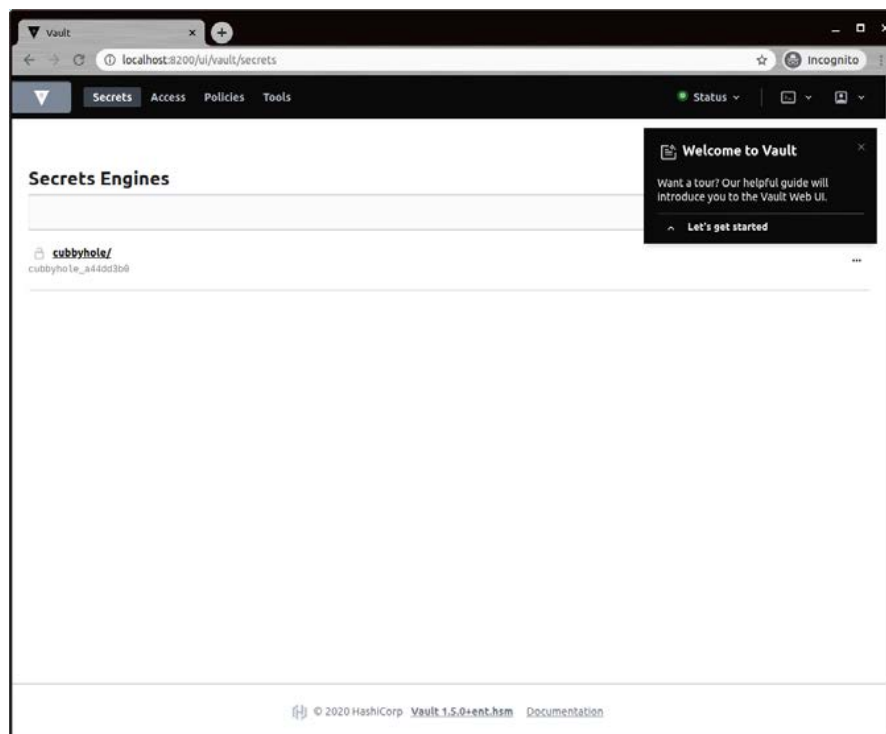 Vault
localhost:8200/ui/vault/secrets
Incognito
Secrets Access Policies Tools
Status
Welcome to Vault
Want a tour? Our helpful guide will
introduce you to the Vault Web UI.
Let's get started
Secrets Engines
cubbyhole/
cubbyhole_a44dd3b0
© 2020 HashiCorp Vault 1.5.0+ent.hsm Documentation